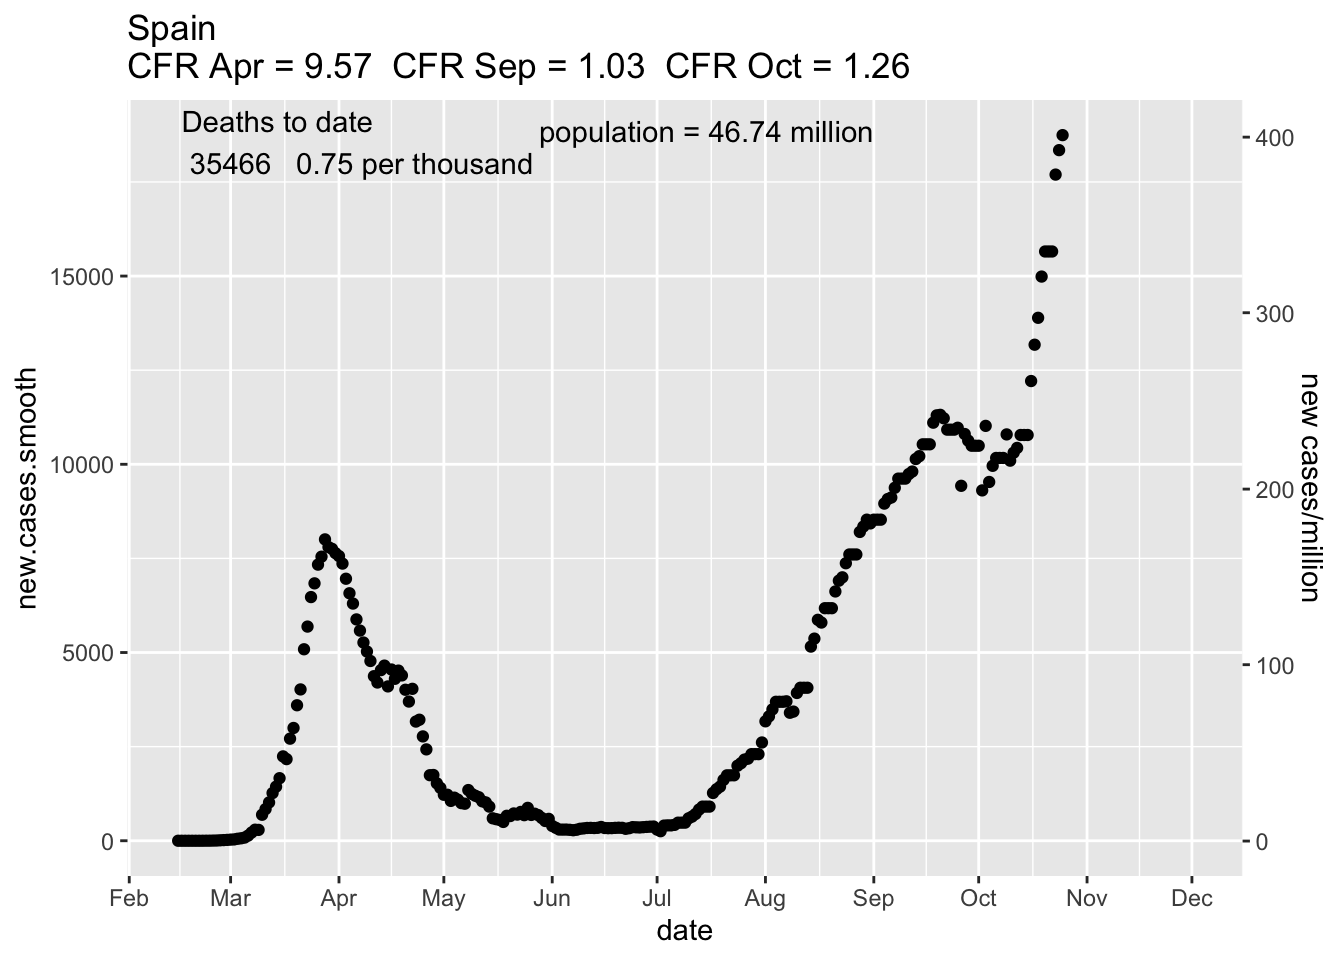 Spain
CFR Apr = 9.57  CFR Sep = 1.03  CFR Oct = 1.26
Deaths to date
35466   0.75 per thousand
population = 46.74 million
new.cases.smooth
15000
10000
5000
0
400
300
200
100
0
new cases/million
Feb Mar Apr May Jun Jul Aug Sep Oct Nov Dec
date